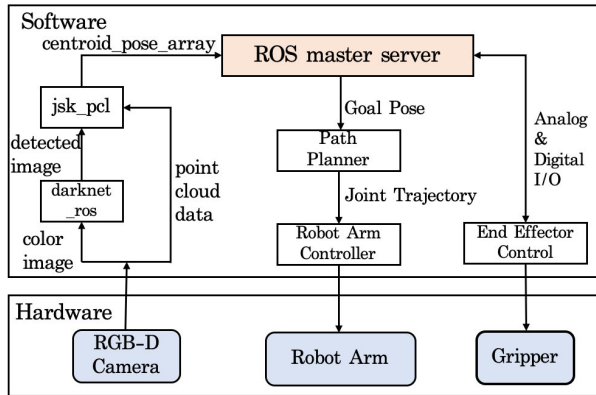 Software
centroid_pose_array
ROS master server
jsk_pcl
Goal Pose
Analog
&
Digital
I/O
detected
image
point
cloud
data
Path
Planner
darknet
_ros
Joint Trajectory
color
image
Robot Arm
Controller
End Effector
Control
Hardware
RGB-D
Camera
Robot Arm
Gripper